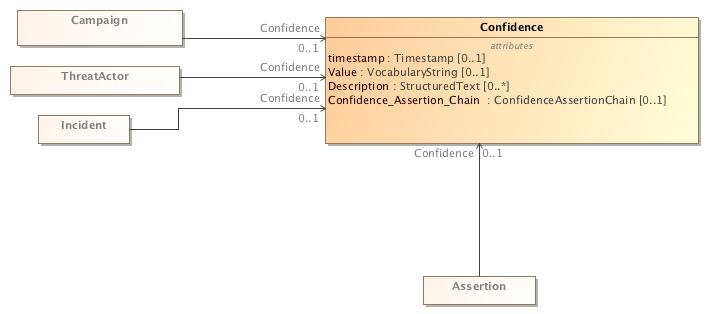 Campaign
Confidence
0..1
ThreatActor
Confidence
0..1
Incident
Confidence
0..1
Confidence
attributes
timestamp : Timestamp [0..1]
Value : VocabularyString [0..1]
Description : StructuredText [0..*]
Confidence_Assertion_Chain : ConfidenceAssertionChain [0..1]
Confidence 0..1
Assertion